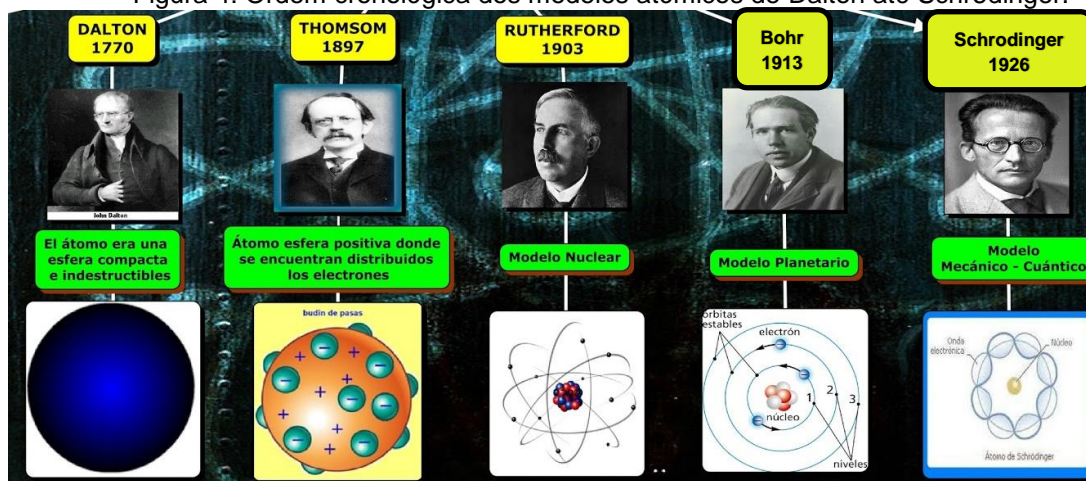 Figura 4. Ordem cronológica dos modelos atômicos de Dalton até Schrödinger.
DALTON
1770
THOMSOM
1897
RUTHERFORD
1903
Bohr
1913
Schrodinger
1926
John Dalton
El átomo era una
esfera compacta
e indestructibles
Átomo esfera positiva donde
se encuentran distribuidos
los electrones
Modelo Nuclear
Modelo Planetario
Modelo
Mecánico - Cuántico
budin de pasas
órbitas
estables
electrón
núcleo
1
2
3
niveles
Onda
electrónica
Núcleo
Átomo de Schrödinger